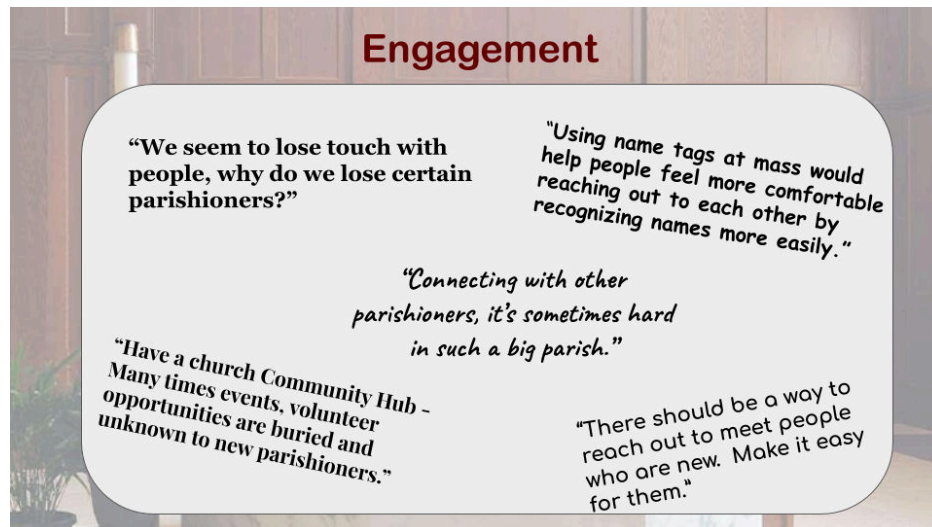 Engagement
“We seem to lose touch with
people, why do we lose certain
parishioners?”
“Using name tags at mass would
help people feel more comfortable
reaching out to each other by
recognizing names more easily.”
“Connecting with other
parishioners, it’s sometimes hard
in such a big parish.”
“Have a church Community Hub -
Many times events, volunteer
opportunities are buried and
unknown to new parishioners.”
“There should be a way to
reach out to meet people
who are new.  Make it easy
for them."